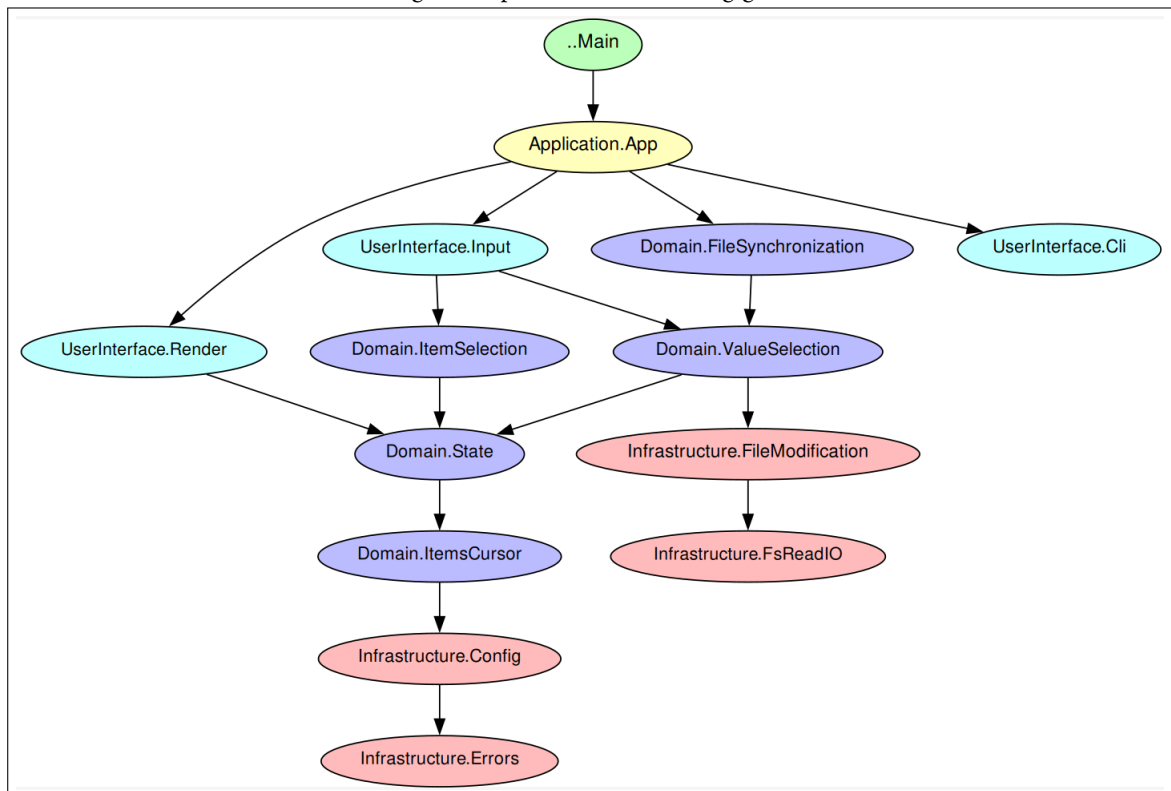 ..Main
Application.App
UserInterface.Input
Domain.FileSynchronization
UserInterface.Cli
UserInterface.Render
Domain.ItemSelection
Domain.ValueSelection
Domain.State
Infrastructure.FileModification
Domain.ItemsCursor
Infrastructure.FsReadIO
Infrastructure.Config
Infrastructure.Errors